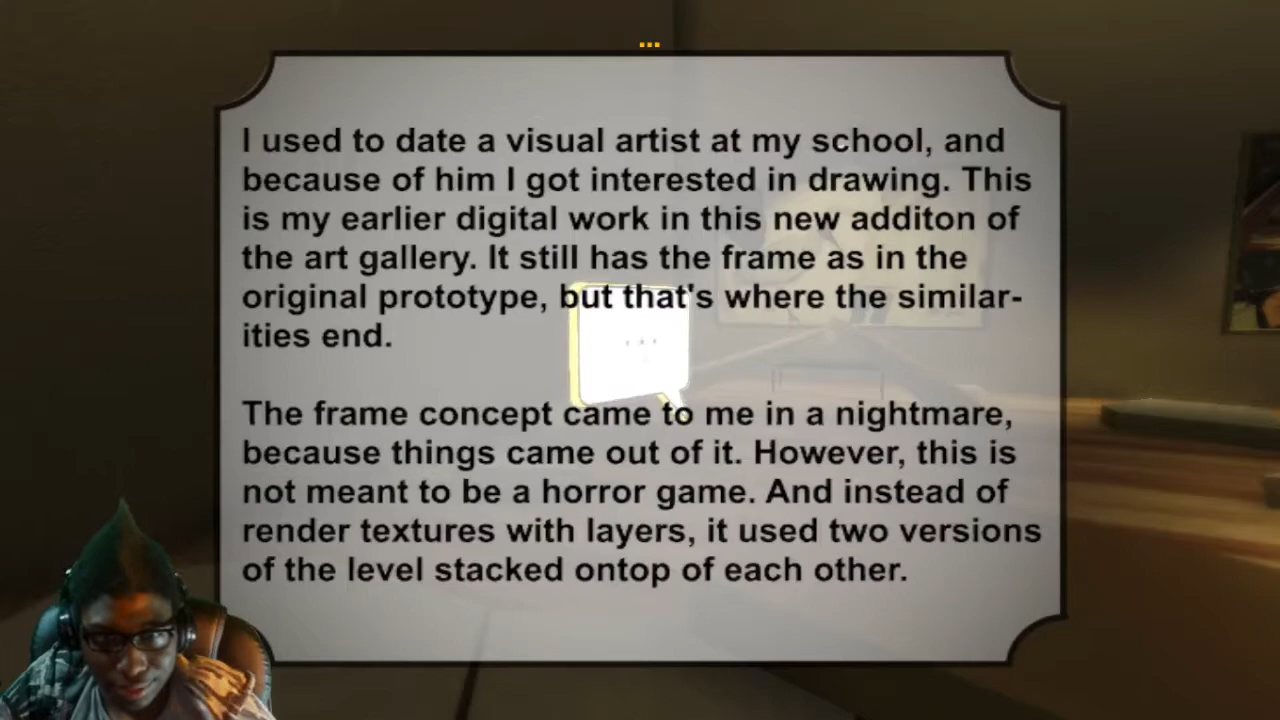 ...
I used to date a visual artist at my school, and
because of him I got interested in drawing. This
is my earlier digital work in this new additon of
the art gallery. It still has the frame as in the
original prototype, but that's where the similar-
ities end.
The frame concept came to me in a nightmare,
because things came out of it. However, this is
not meant to be a horror game. And instead of
render textures with layers, it used two versions
of the level stacked ontop of each other.